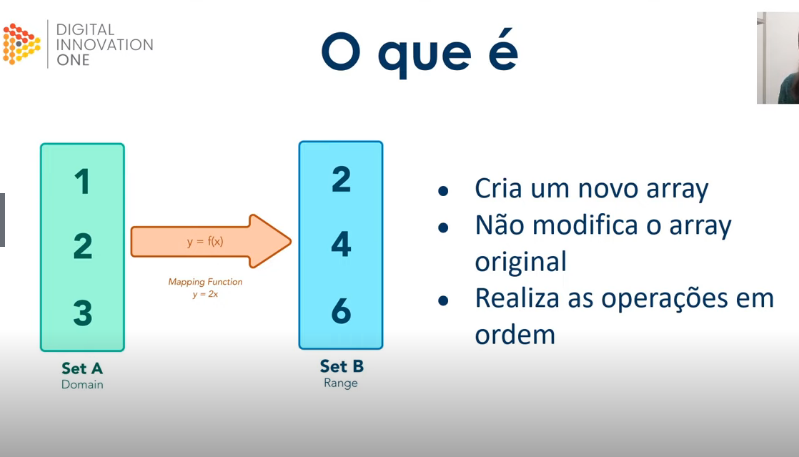 DIGITAL
INNOVATION
ONE
O que é
1
2
3
y = f(x)
Mapping Function
y = 2x
2
4
6
Set A
Domain
Set B
Range
• Cria um novo array
• Não modifica o array
original
• Realiza as operações em
ordem